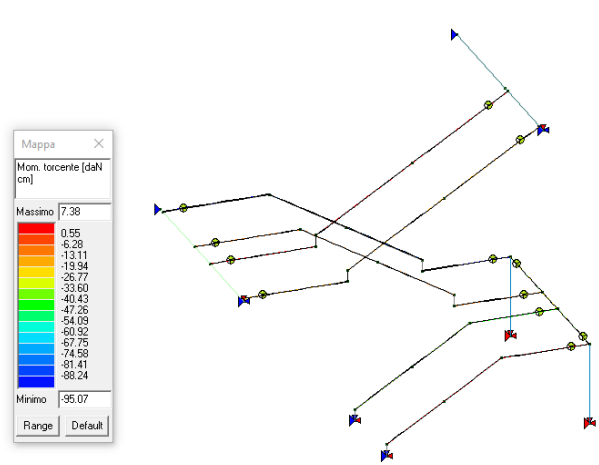 Mappa
Mom. torcente [daN
cm]
Massimo 7.38
0.55
-6.28
-13.11
-19.94
-26.77
-33.60
-40.43
-47.26
-54.09
-60.92
-67.75
-74.58
-81.41
-88.24
Minimo -95.07
Range Default